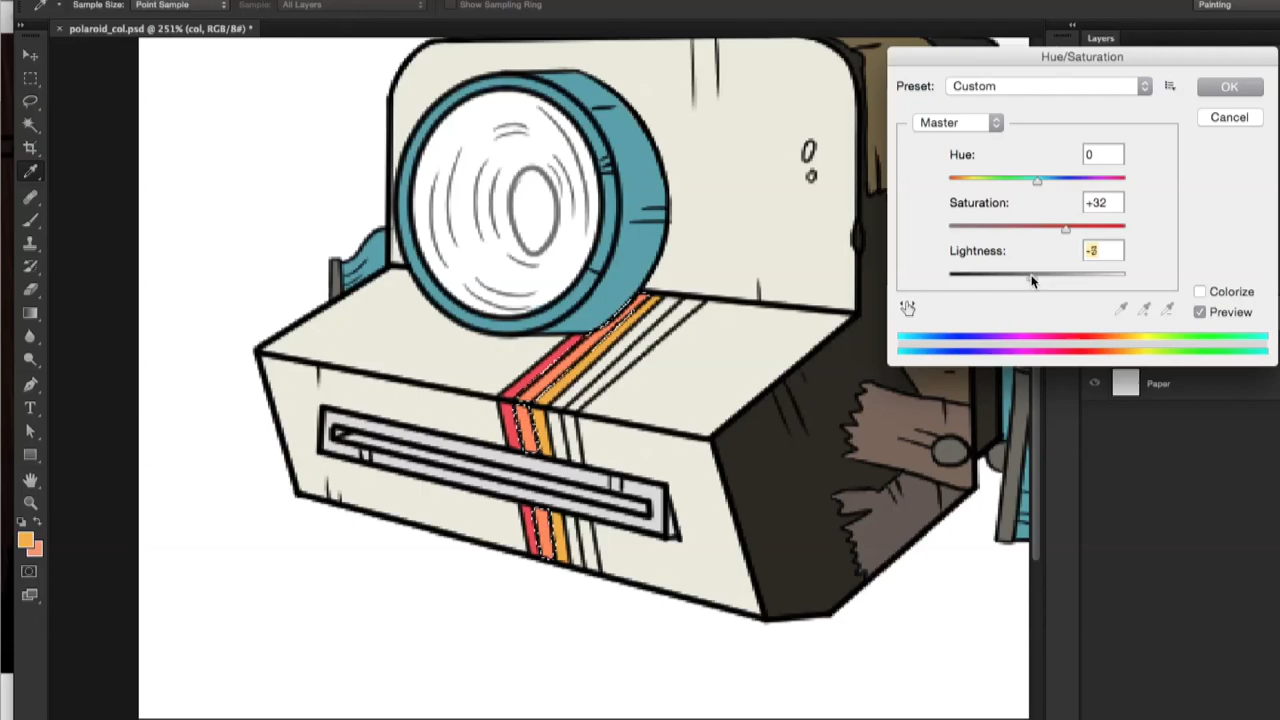 Sample Size: Point Sample Sample: All Layers Show Sampling Ring Painting
× polaroid_col.psd @ 251% (col, RGB/8#) *
Layers
Hue/Saturation
Preset: Custom OK
Master Cancel
Hue: 0
Saturation: +32
Lightness:
Colorize
Preview
Paper